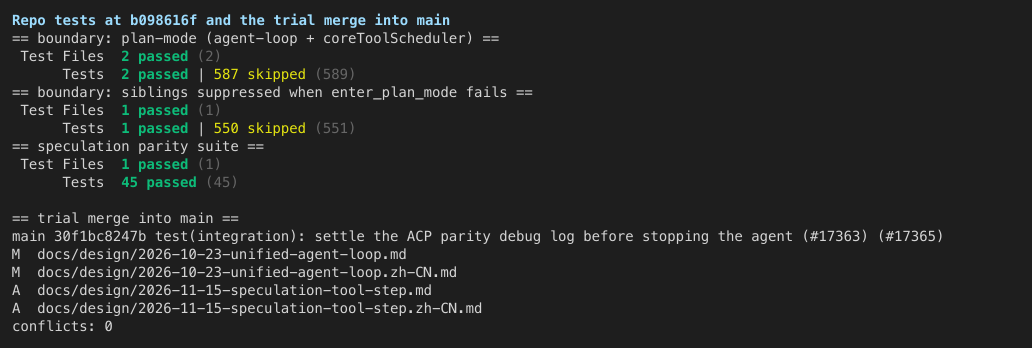 Repo tests at b098616f and the trial merge into main
== boundary: plan-mode (agent-loop + coreToolScheduler) ==
Test Files  2 passed (2)
Tests  2 passed | 587 skipped (589)
== boundary: siblings suppressed when enter_plan_mode fails ==
Test Files  1 passed (1)
Tests  1 passed | 550 skipped (551)
== speculation parity suite ==
Test Files  1 passed (1)
Tests  45 passed (45)
== trial merge into main ==
main 30f1bc8247b test(integration): settle the ACP parity debug log before stopping the agent (#17363) (#17365)
M  docs/design/2026-10-23-unified-agent-loop.md
M  docs/design/2026-10-23-unified-agent-loop.zh-CN.md
A  docs/design/2026-11-15-speculation-tool-step.md
A  docs/design/2026-11-15-speculation-tool-step.zh-CN.md
conflicts: 0